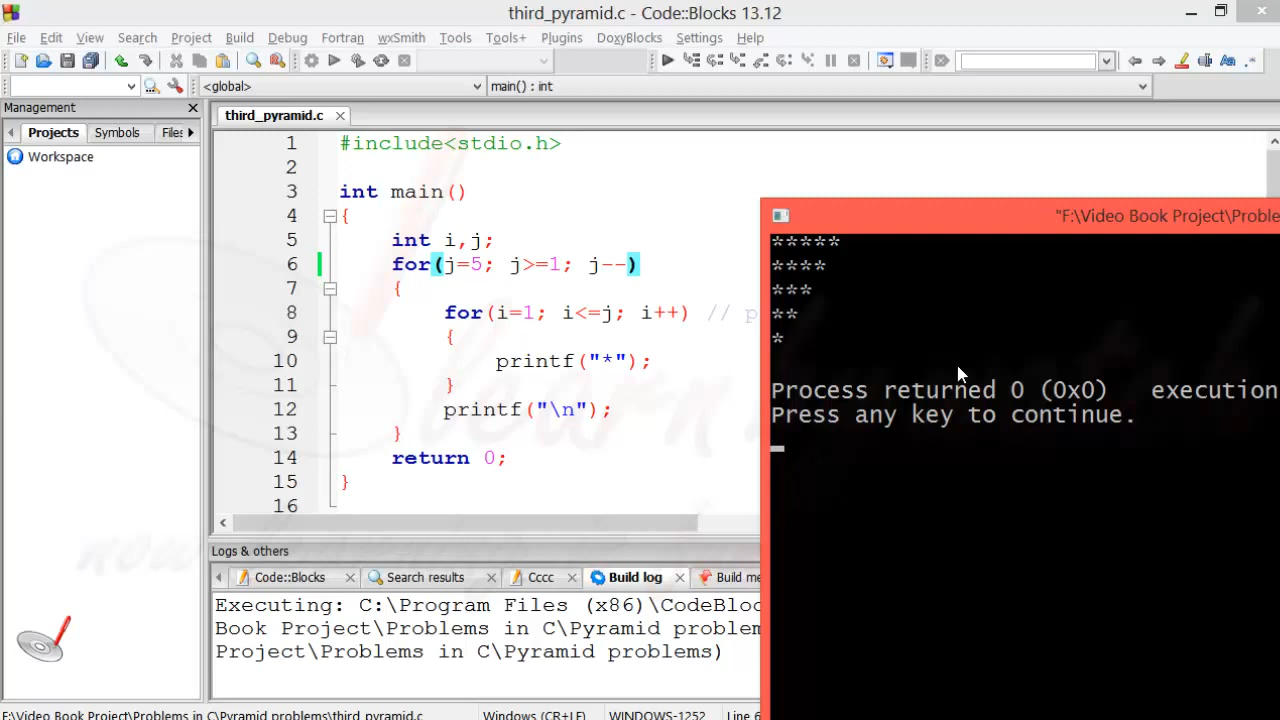 third_pyramid.c - Code::Blocks 13.12
File Edit View Search Project Build Debug Fortran wxSmith Tools Tools+ Plugins DoxyBlocks Settings Help
<global> main() : int
Management
Projects Symbols Files
Workspace
third_pyramid.c
1 #include<stdio.h>
2
3 int main()
4 {
5 int i,j;
6 for(j=5; j>=1; j--)
7 {
8 for(i=1; i<=j; i++) // p
9 {
10 printf("*");
11 }
12 printf("\n");
13 }
14 return 0;
15 }
16
"F:\Video Book Project\Proble
*****
****
***
**
*
Process returned 0 (0x0) execution
Press any key to continue.
Logs & others
Code::Blocks Search results Cccc Build log Build me
Executing: C:\Program Files (x86)\CodeBloc
Book Project\Problems in C\Pyramid problem
Project\Problems in C\Pyramid problems)
F:\Video Book Project\Problems in C\Pyramid problems\third_pyramid.c Windows (CR+LF) WINDOWS-1252 Line 6